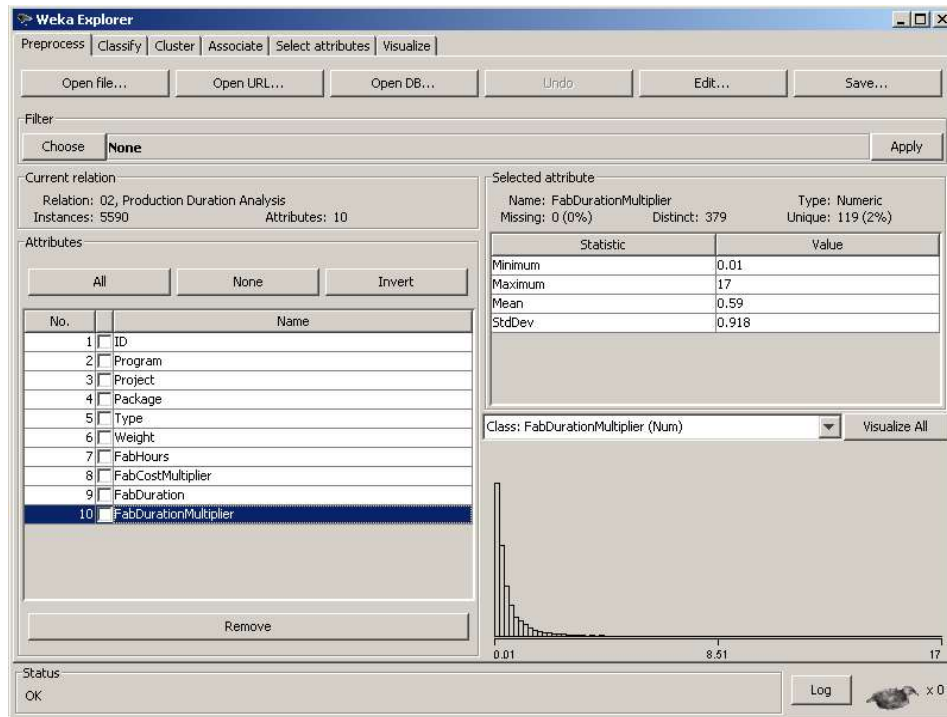 Weka Explorer
Preprocess Classify Cluster Associate Select attributes Visualize
Open file... Open URL... Open DB... Undo Edit... Save...
Filter
Choose None Apply
Current relation
Relation: 02, Production Duration Analysis
Instances: 5590 Attributes: 10
Attributes
All None Invert
No. Name
1 ID
2 Program
3 Project
4 Package
5 Type
6 Weight
7 FabHours
8 FabCostMultiplier
9 FabDuration
10 FabDurationMultiplier
Remove
Selected attribute
Name: FabDurationMultiplier Type: Numeric
Missing: 0 (0%) Distinct: 379 Unique: 119 (2%)
Statistic Value
Minimum 0.01
Maximum 17
Mean 0.59
StdDev 0.918
Class: FabDurationMultiplier (Num) Visualize All
0.01 8.51 17
Status
OK
Log x 0